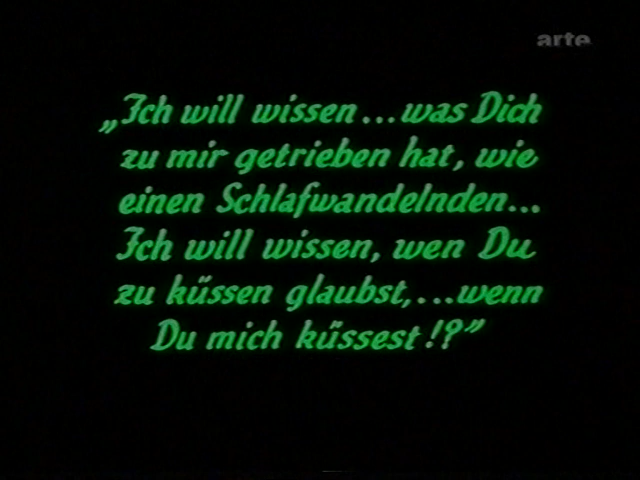 arte
„Ich will wissen...was Dich
zu mir getrieben hat, wie
einen Schlafwandelnden...
Ich will wissen, wen Du
zu küssen glaubst,...wenn
Du mich küssest!?”